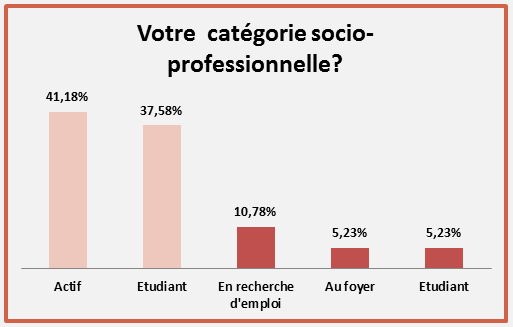 Votre catégorie socio-
professionnelle?
41,18%
37,58%
10,78%
5,23%
5,23%
Actif
Etudiant
En recherche
d'emploi
Au foyer
Etudiant